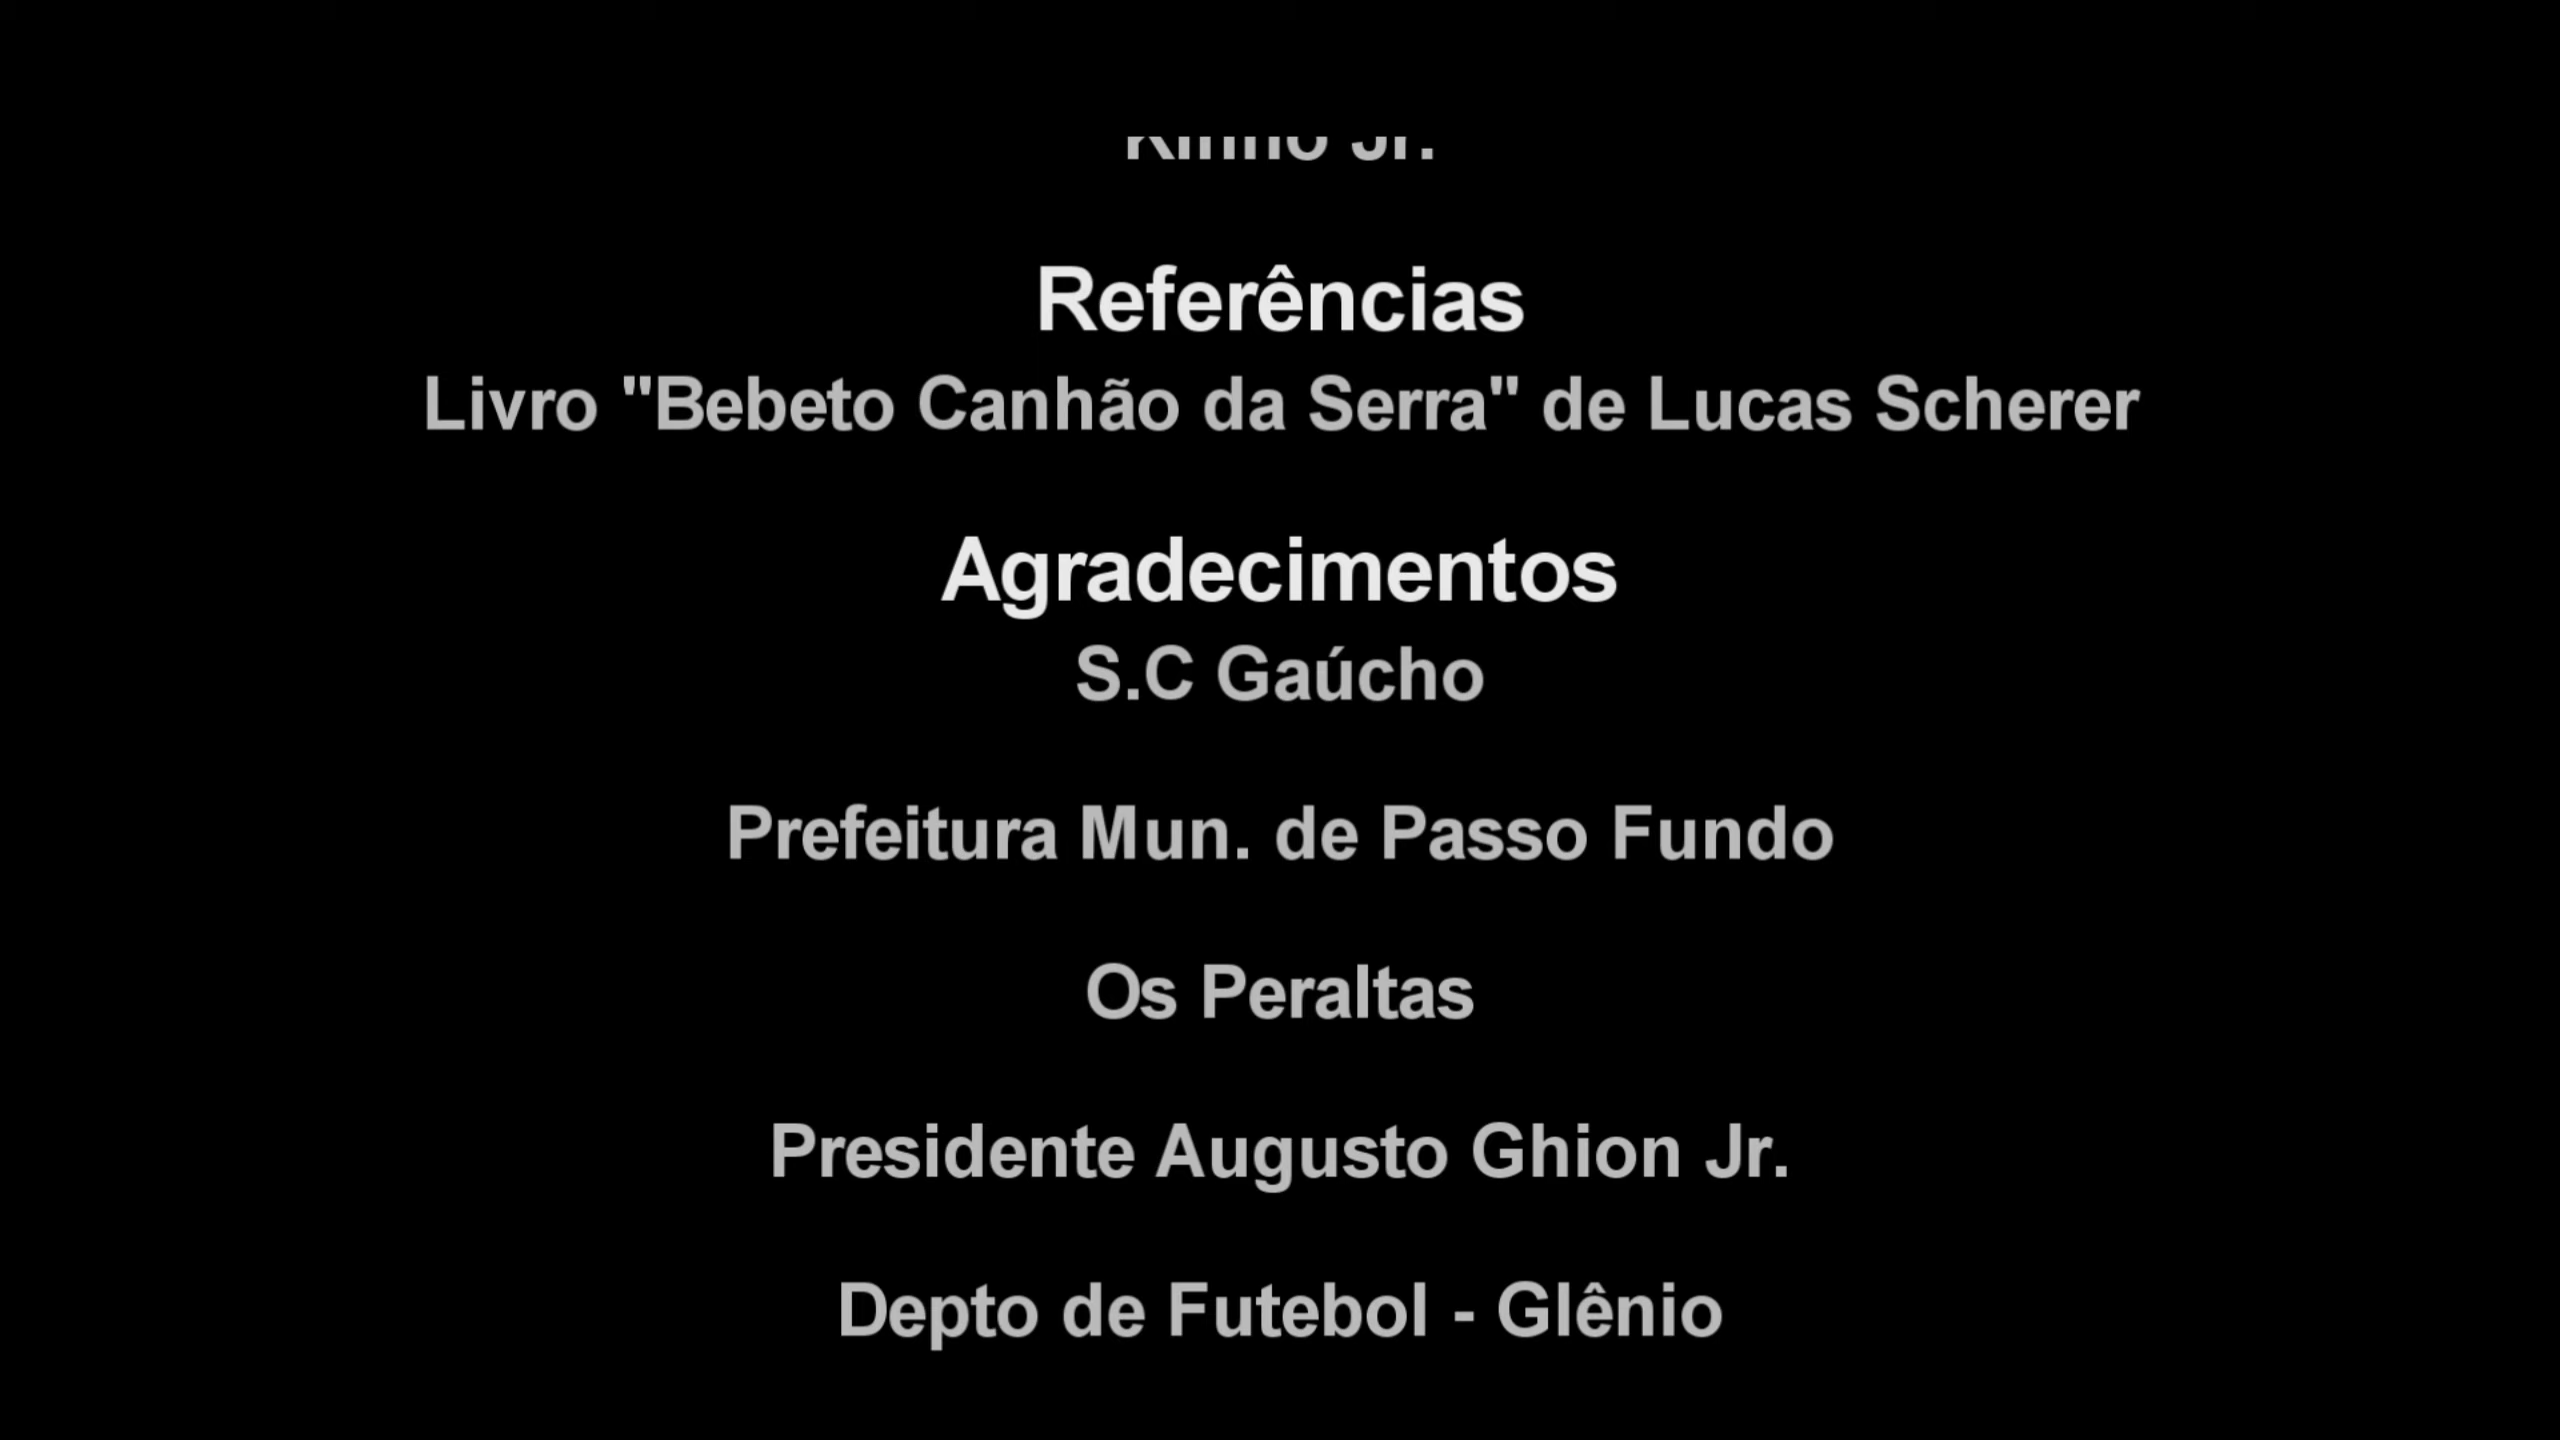 Jr.
Referências
Livro "Bebeto Canhão da Serra" de Lucas Scherer
Agradecimentos
S.C Gaúcho
Prefeitura Mun. de Passo Fundo
Os Peraltas
Presidente Augusto Ghion Jr.
Depto de Futebol - Glênio